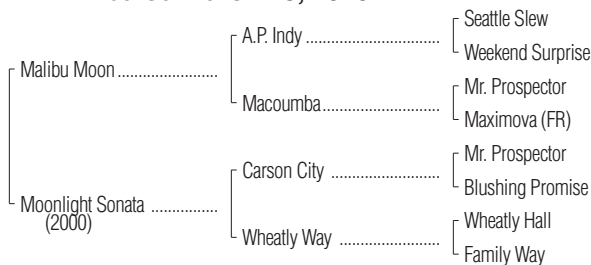 Seattle Slew
A.P. Indy
Weekend Surprise
Malibu Moon
Mr. Prospector
Macoumba
Maximova (FR)
Mr. Prospector
Carson City
Blushing Promise
Moonlight Sonata
(2000)
Wheatly Hall
Wheatly Way
Family Way